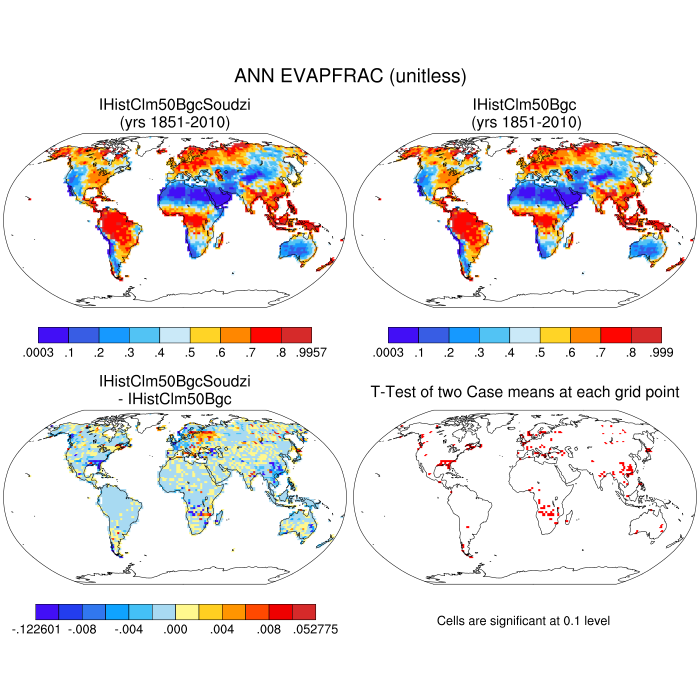 ANN EVAPFRAC (unitless)
IHistClm50BgcSoudzi
(yrs 1851-2010)
IHistClm50Bgc
(yrs 1851-2010)
.0003 .1 .2 .3 .4 .5 .6 .7 .8 .9957
.0003 .1 .2 .3 .4 .5 .6 .7 .8 .999
IHistClm50BgcSoudzi
- IHistClm50Bgc
T-Test of two Case means at each grid point
-.122601 -.008 -.004 .000 .004 .008 .052775
Cells are significant at 0.1 level